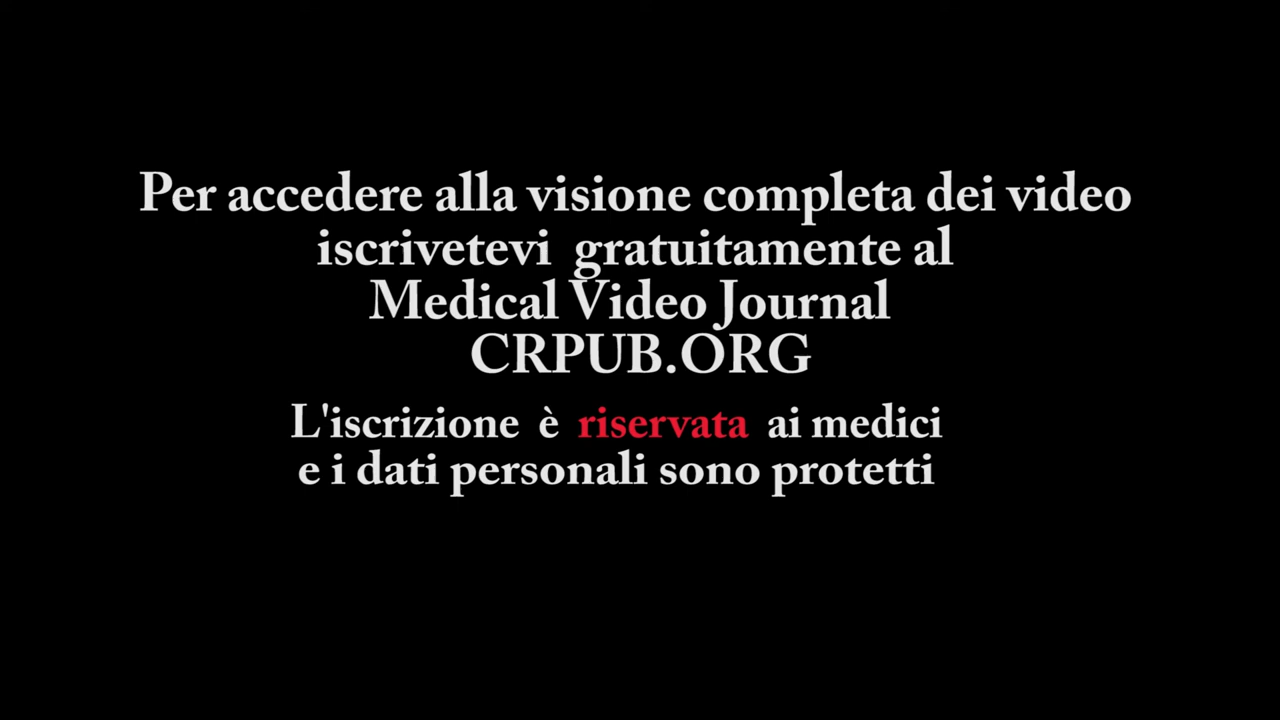 Per accedere alla visione completa dei video
iscrivetevi gratuitamente al
Medical Video Journal
CRPUB.ORG
L'iscrizione è riservata ai medici
e i dati personali sono protetti